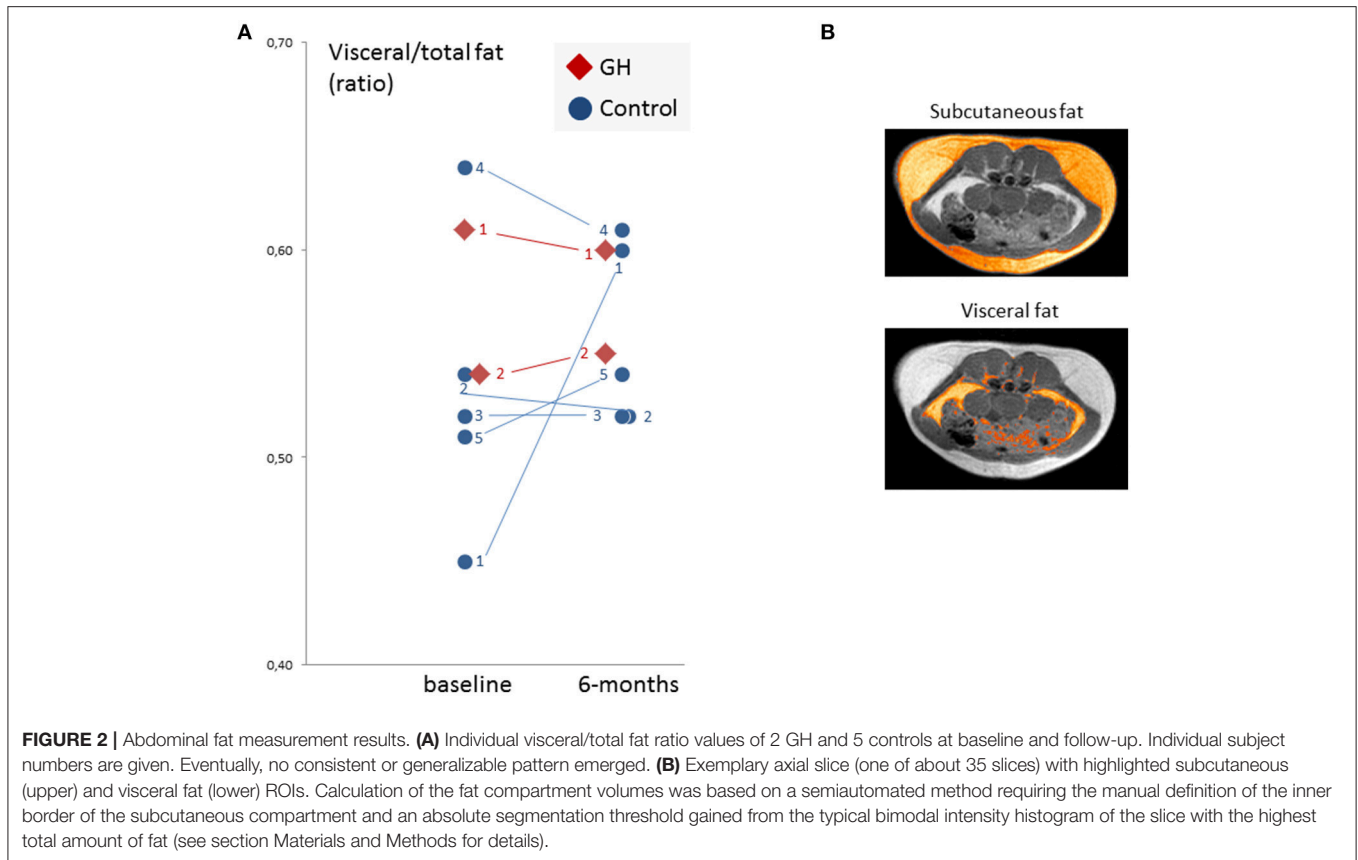 A
B
0,70
Visceral/total fat
(ratio)
GH
Control
Subcutaneous fat
4
4
1
1
0,60
1
Visceral fat
2
2
5
2
3
3
2
5
0,50
1
0,40
baseline
6-months
FIGURE 2 | Abdominal fat measurement results. (A) Individual visceral/total fat ratio values of 2 GH and 5 controls at baseline and follow-up. Individual subject
numbers are given. Eventually, no consistent or generalizable pattern emerged. (B) Exemplary axial slice (one of about 35 slices) with highlighted subcutaneous
(upper) and visceral fat (lower) ROIs. Calculation of the fat compartment volumes was based on a semiautomated method requiring the manual definition of the inner
border of the subcutaneous compartment and an absolute segmentation threshold gained from the typical bimodal intensity histogram of the slice with the highest
total amount of fat (see section Materials and Methods for details).